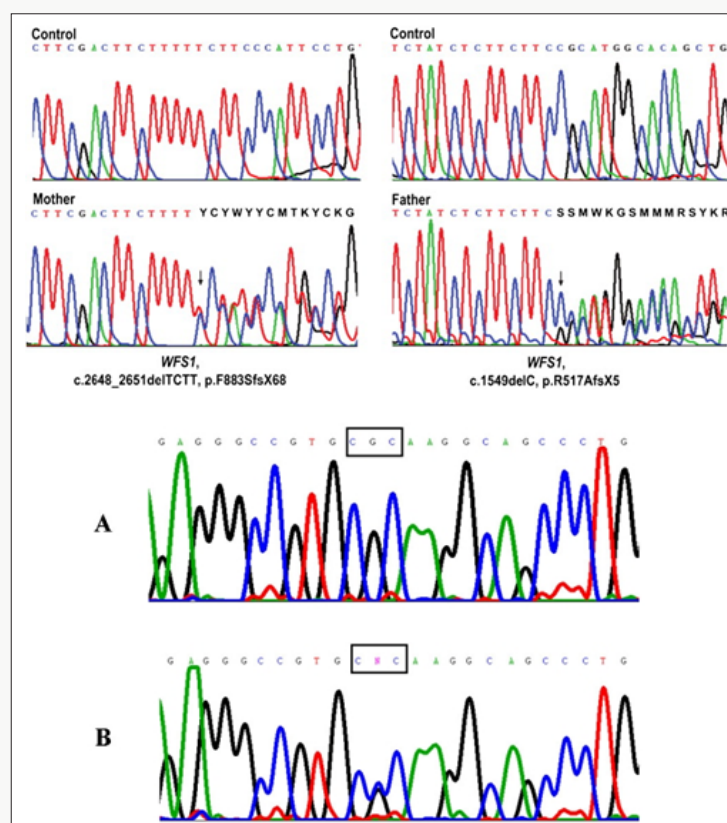 Control
CTTCGACTTCTTTTTCTTCCCATTCCTG
Control
TCTATCTCTTCTTCCGCATGGCACAGCTG
Mother
CTTCGACTTCTTTTYCYWYYCMTKYCKG
Father
TCTATCTCTTCTTCSSMWKGSMMMRSYKR
WFS1,
c.2648_2651delTCTT, p.F883SfsX68
WFS1,
c.1549delC, p.R517AfsX5
GAGGGCCGTGCGCAAGGCAGCCCTG
A
GAGGGCCGTGCNCAAGGCAGCCCTG
B